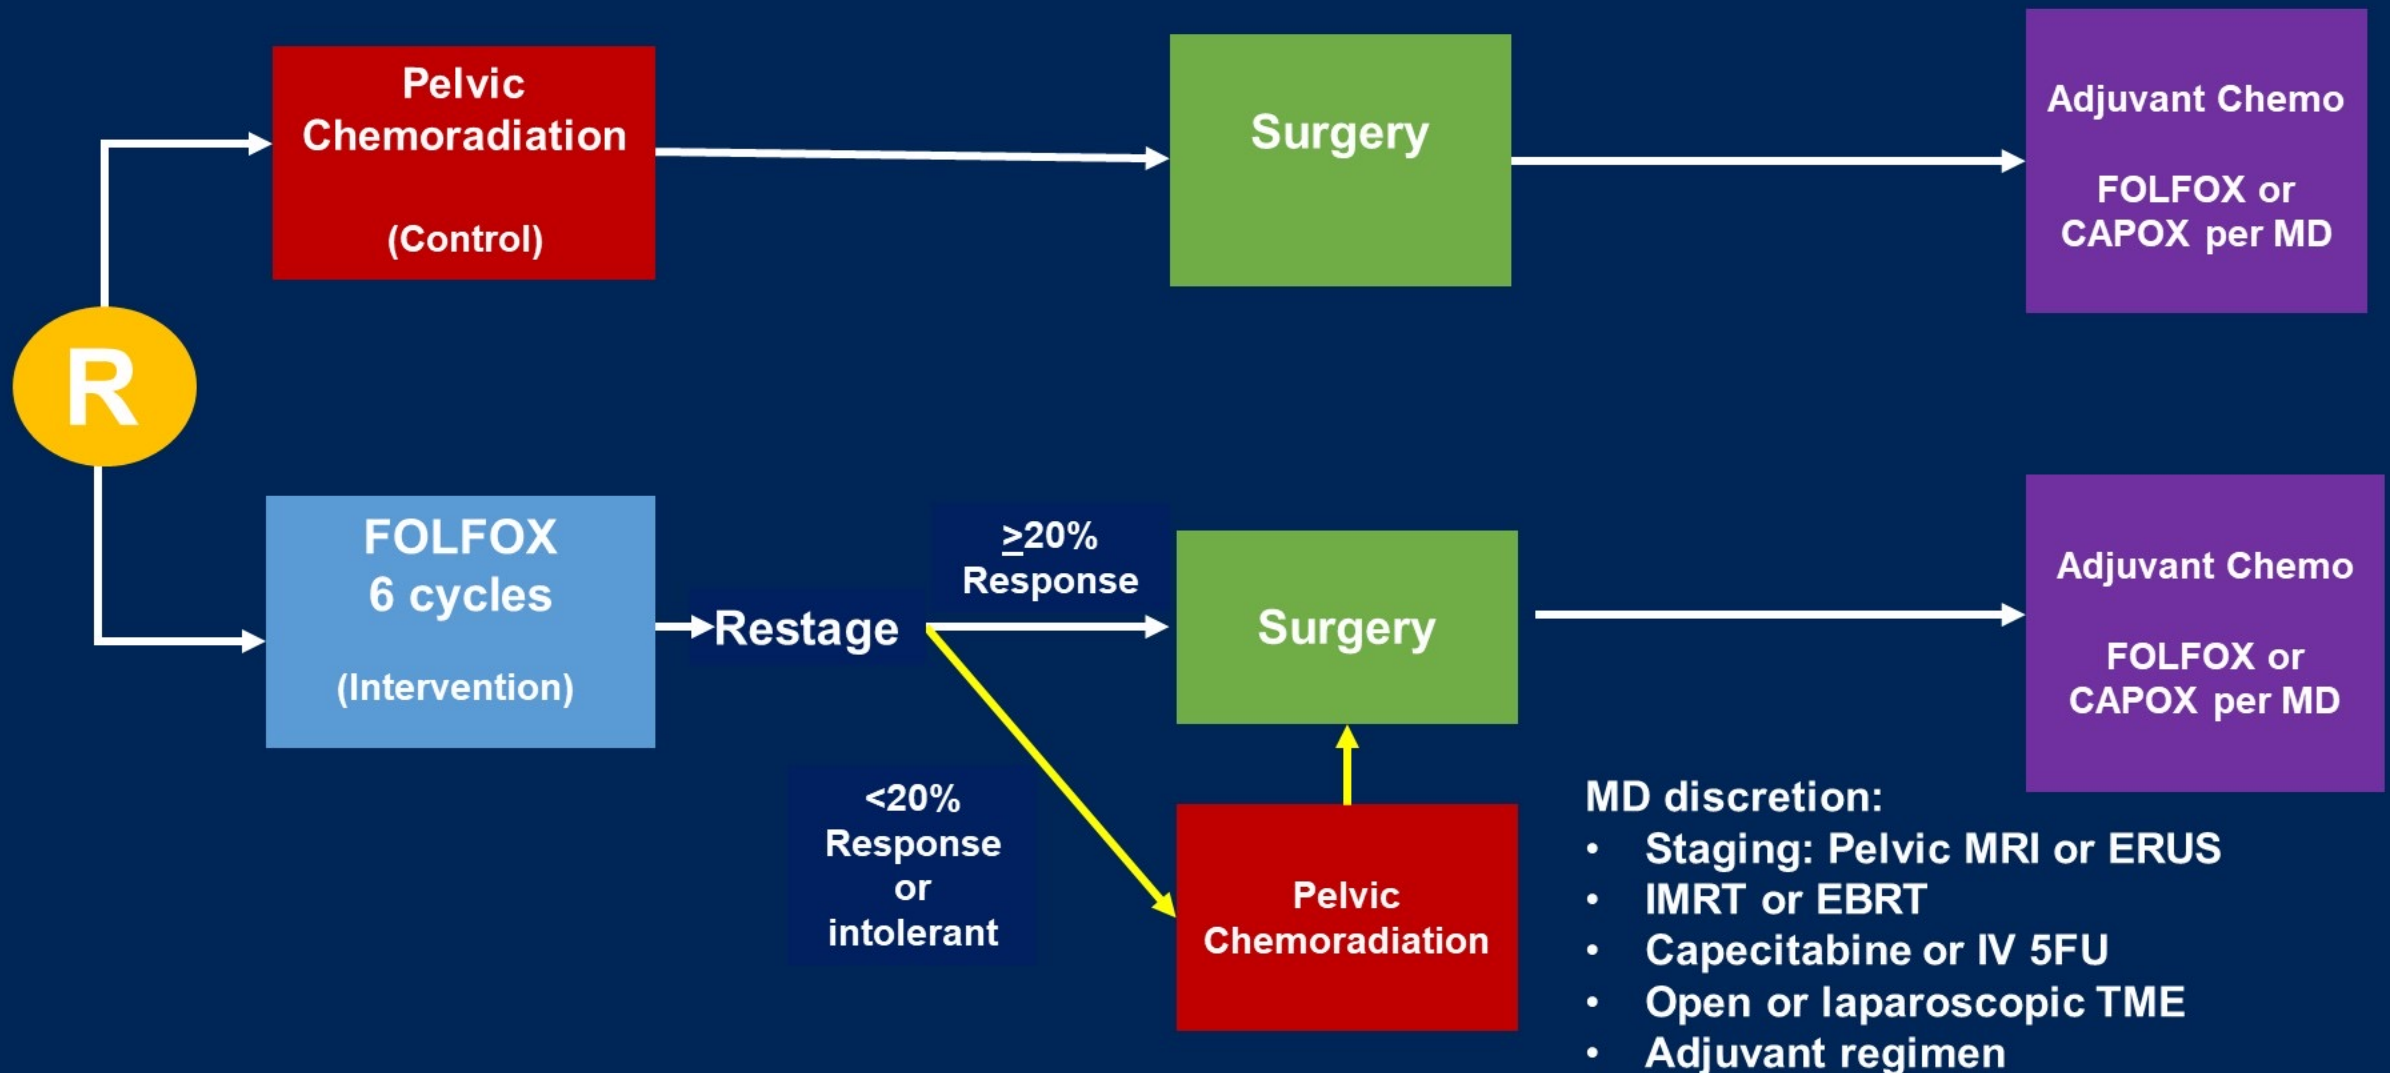 Pelvic
Chemoradiation
(Control)
Surgery
Adjuvant Chemo
FOLFOX or
CAPOX per MD
R
FOLFOX
6 cycles
(Intervention)
Restage
≥20%
Response
<20%
Response
or
intolerant
Surgery
Pelvic
Chemoradiation
Adjuvant Chemo
FOLFOX or
CAPOX per MD
MD discretion:
• Staging: Pelvic MRI or ERUS
• IMRT or EBRT
• Capecitabine or IV 5FU
• Open or laparoscopic TME
• Adjuvant regimen